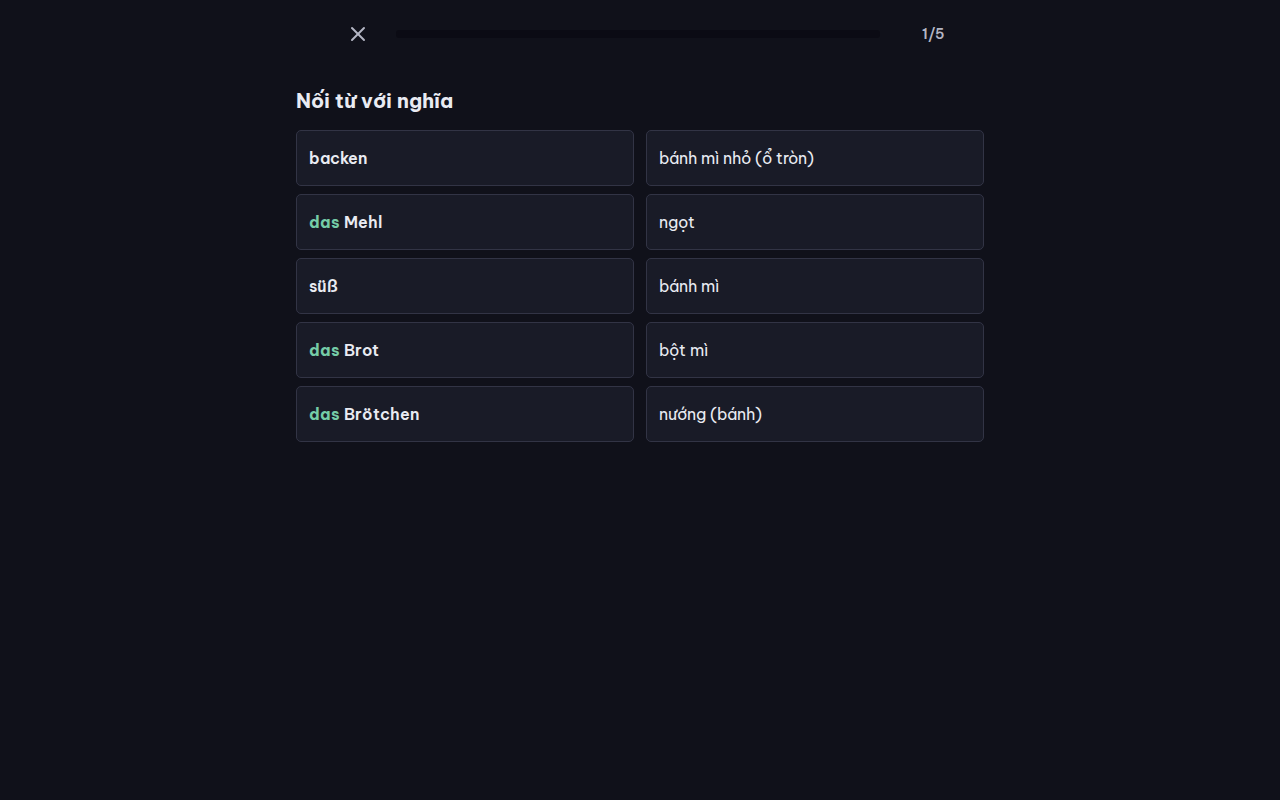 1/5
Nối từ với nghĩa
backen
bánh mì nhỏ (ổ tròn)
das Mehl
ngọt
süß
bánh mì
das Brot
bột mì
das Brötchen
nướng (bánh)